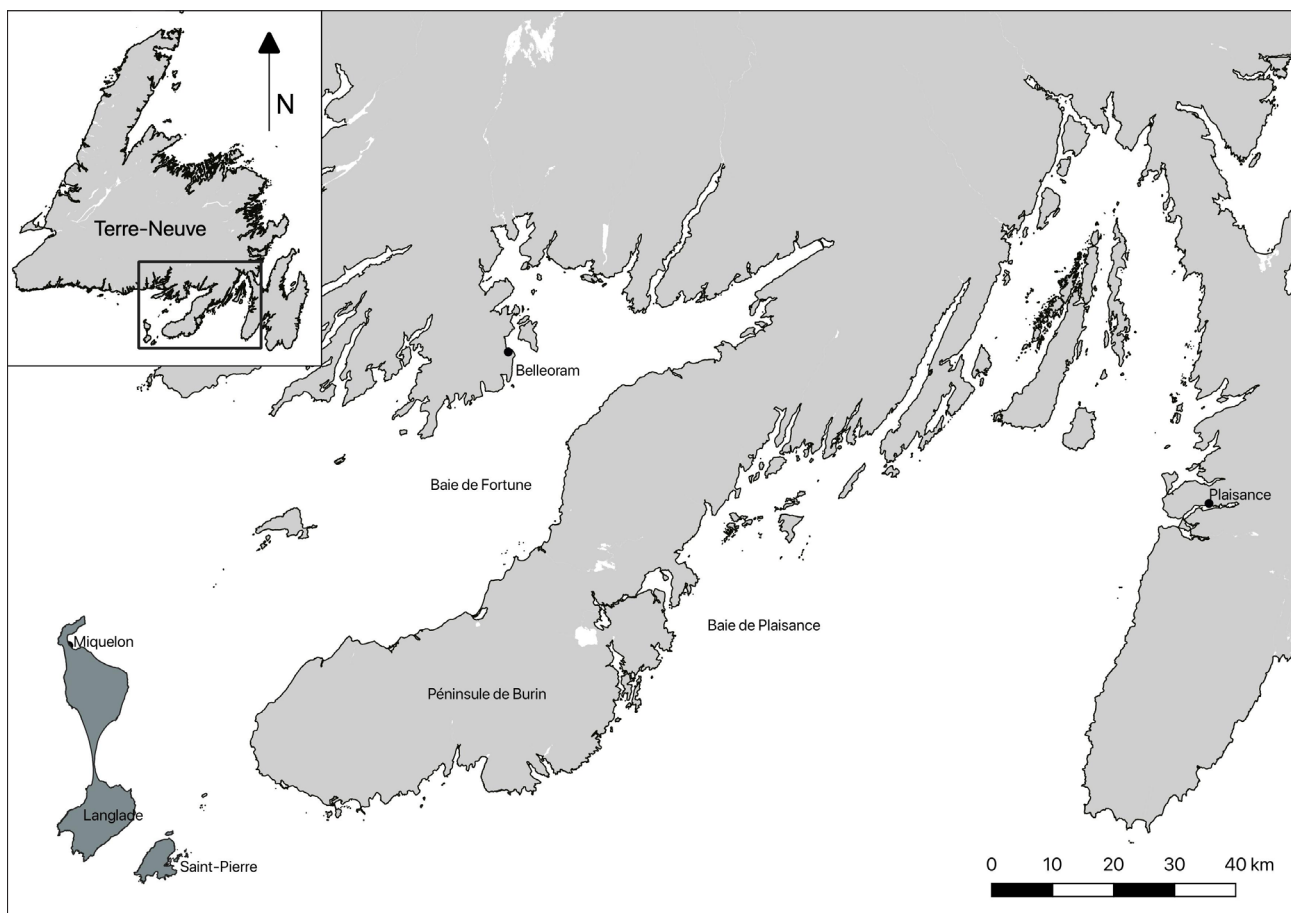 N
Terre-Neuve
Belleoram
Baie de Fortune
Plaisance
Baie de Plaisance
Miquelon
Péninsule de Burin
Langlade
Saint-Pierre
0 10 20 30 40 km